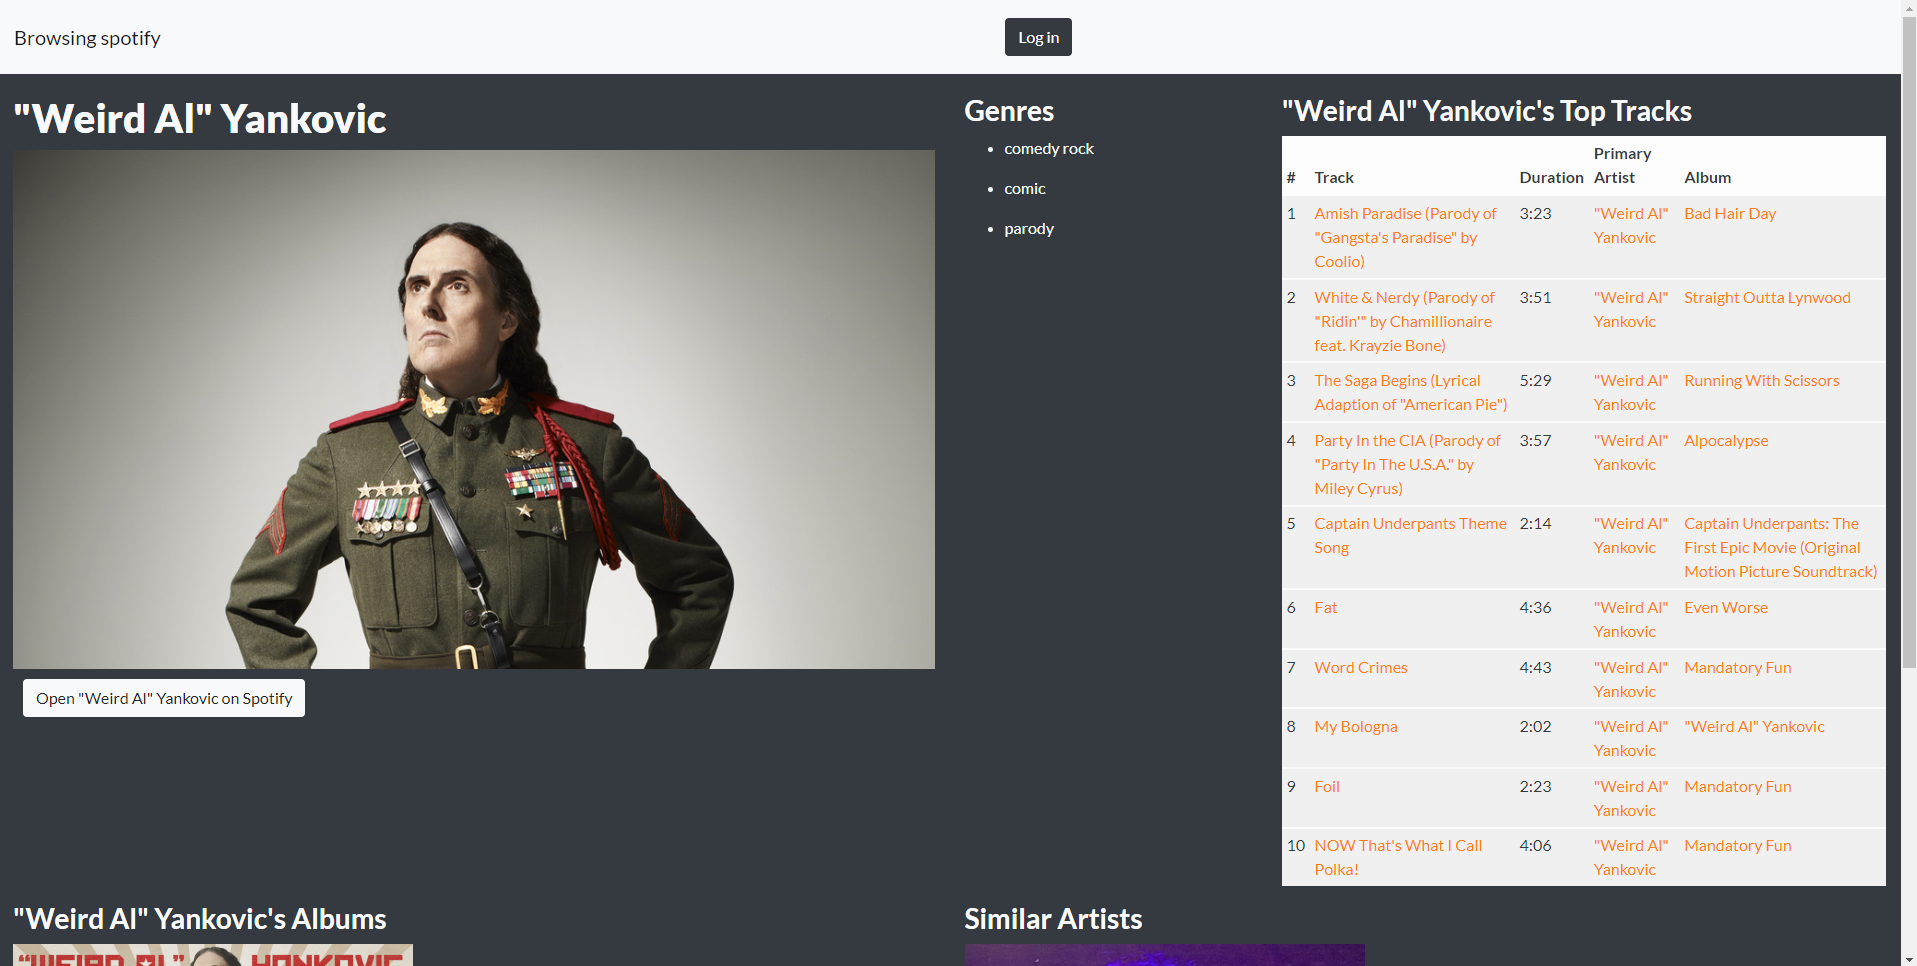 Browsing spotify
Log in
"Weird Al" Yankovic
Open "Weird Al" Yankovic on Spotify
Genres
comedy rock
comic
parody
"Weird Al" Yankovic's Top Tracks
# Track Duration Primary Artist Album
1 Amish Paradise (Parody of "Gangsta's Paradise" by Coolio) 3:23 "Weird Al" Yankovic Bad Hair Day
2 White & Nerdy (Parody of "Ridin'" by Chamillionaire feat. Krayzie Bone) 3:51 "Weird Al" Yankovic Straight Outta Lynwood
3 The Saga Begins (Lyrical Adaption of "American Pie") 5:29 "Weird Al" Yankovic Running With Scissors
4 Party In the CIA (Parody of "Party In The U.S.A." by Miley Cyrus) 3:57 "Weird Al" Yankovic Alpocalypse
5 Captain Underpants Theme Song 2:14 "Weird Al" Yankovic Captain Underpants: The First Epic Movie (Original Motion Picture Soundtrack)
6 Fat 4:36 "Weird Al" Yankovic Even Worse
7 Word Crimes 4:43 "Weird Al" Yankovic Mandatory Fun
8 My Bologna 2:02 "Weird Al" Yankovic "Weird Al" Yankovic
9 Foil 2:23 "Weird Al" Yankovic Mandatory Fun
10 NOW That's What I Call Polka! 4:06 "Weird Al" Yankovic Mandatory Fun
"Weird Al" Yankovic's Albums
"WEIRD AL" YANKOVIC
Similar Artists